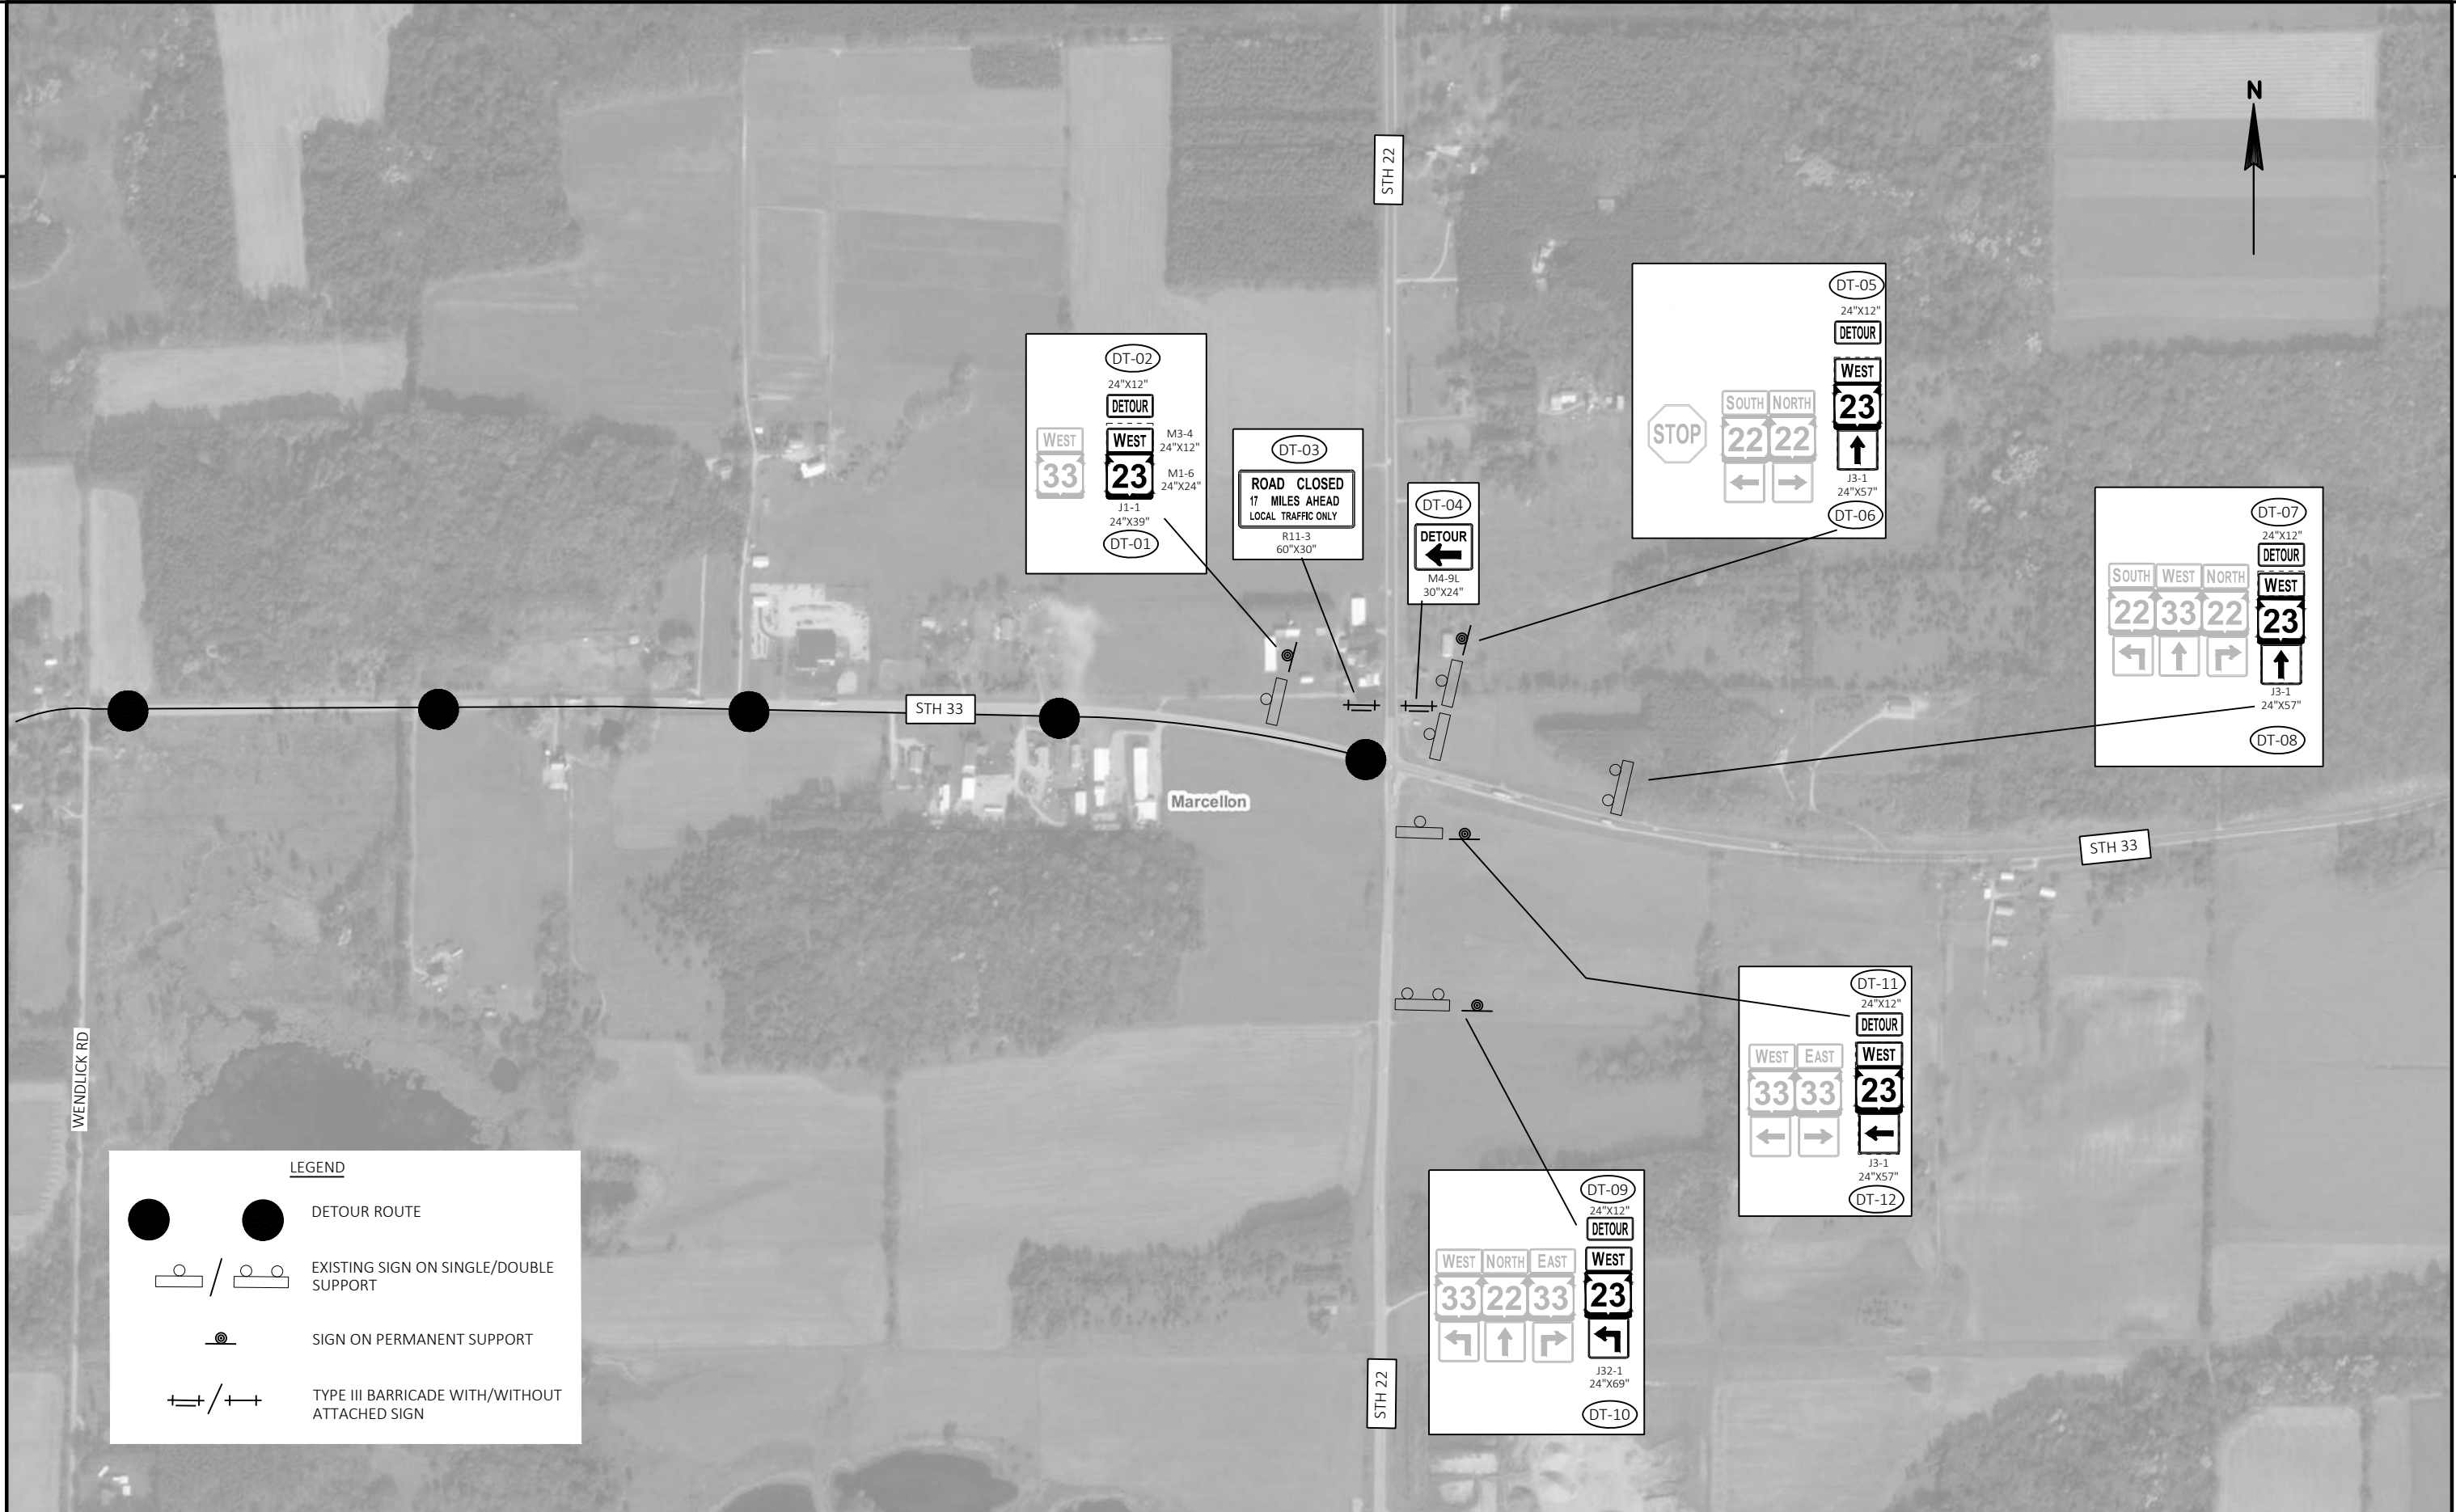 N
STH 22
DT-05
24"X12"
DETOUR
WEST
23
J3-1
24"X57"
DT-06
STOP
SOUTH NORTH
22 22
DT-02
24"X12"
DETOUR
WEST
33
WEST
23
M3-4
24"X12"
M1-6
24"X24"
J1-1
24"X39"
DT-01
DT-03
ROAD CLOSED
17 MILES AHEAD
LOCAL TRAFFIC ONLY
R11-3
60"X30"
DT-04
DETOUR
M4-9L
30"X24"
DT-07
24"X12"
DETOUR
SOUTH WEST NORTH
22 33 22
WEST
23
J3-1
24"X57"
DT-08
STH 33
Marcellon
STH 33
DT-11
24"X12"
DETOUR
WEST EAST
33 33
WEST
23
J3-1
24"X57"
DT-12
WENDLICK RD
DT-09
24"X12"
DETOUR
WEST NORTH EAST
33 22 33
WEST
23
J32-1
24"X69"
DT-10
STH 22
LEGEND
DETOUR ROUTE
EXISTING SIGN ON SINGLE/DOUBLE
SUPPORT
SIGN ON PERMANENT SUPPORT
TYPE III BARRICADE WITH/WITHOUT
ATTACHED SIGN